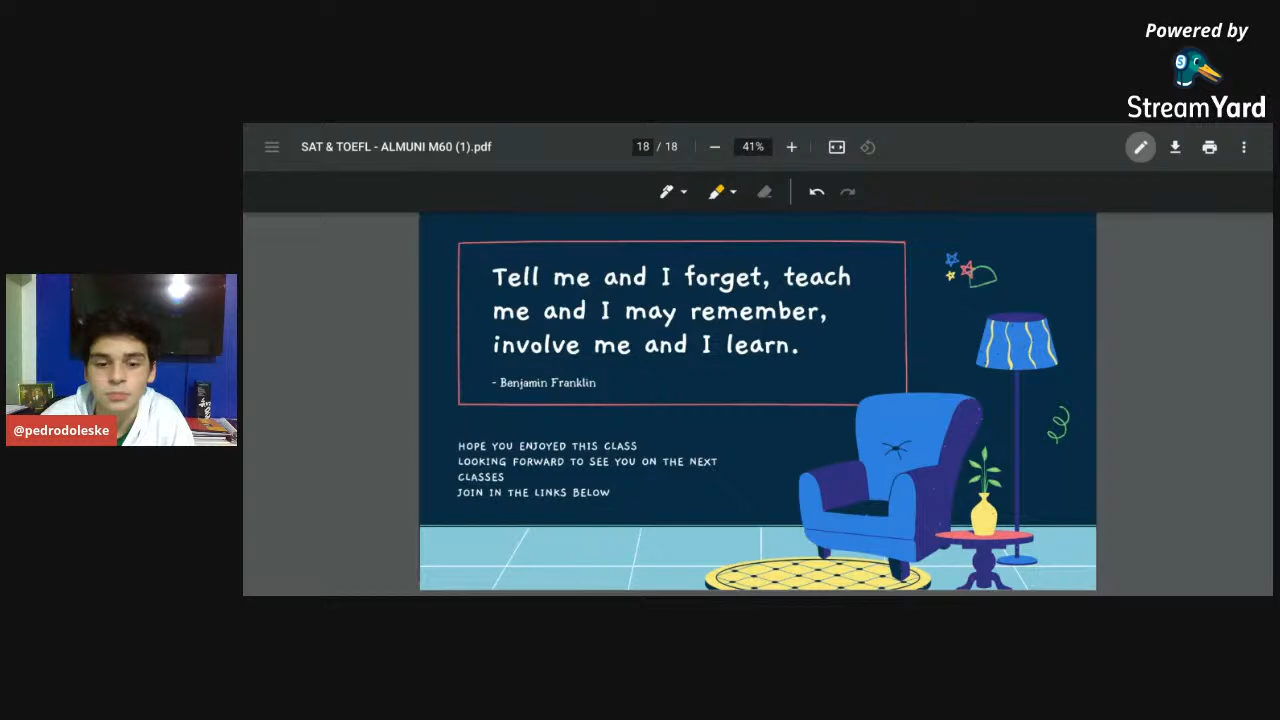 Powered by
StreamYard
SAT & TOEFL - ALMUNI M60 (1).pdf
18 / 18
41%
Tell me and I forget, teach
me and I may remember,
involve me and I learn.
- Benjamin Franklin
HOPE YOU ENJOYED THIS CLASS
LOOKING FORWARD TO SEE YOU ON THE NEXT
CLASSES
JOIN IN THE LINKS BELOW
@pedrodoleske